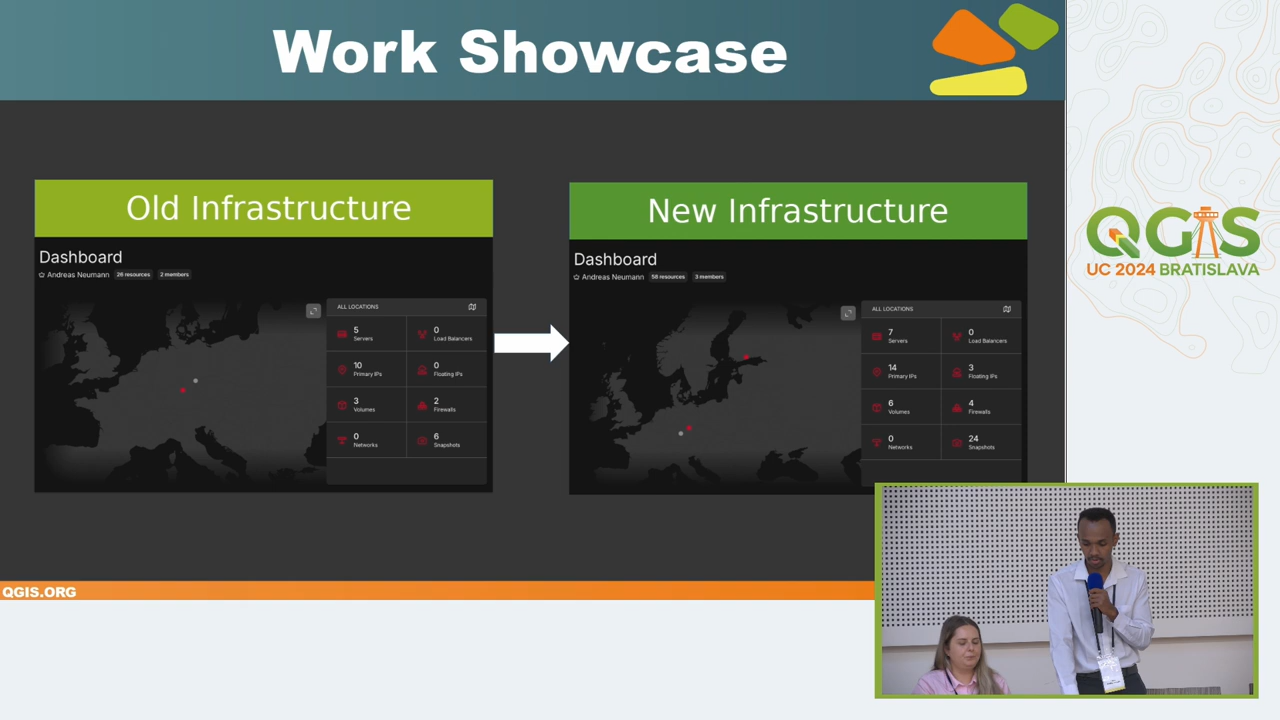 Work Showcase
Old Infrastructure
Dashboard
Andreas Neumann 26 resources 2 members
ALL LOCATIONS
5 Servers
0 Load Balancers
10 Primary IPs
0 Floating IPs
3 Volumes
2 Firewalls
0 Networks
6 Snapshots
New Infrastructure
Dashboard
Andreas Neumann 58 resources 3 members
ALL LOCATIONS
7 Servers
0 Load Balancers
14 Primary IPs
3 Floating IPs
6 Volumes
4 Firewalls
0 Networks
24 Snapshots
QGIS.ORG
QGIS
UC 2024 BRATISLAVA